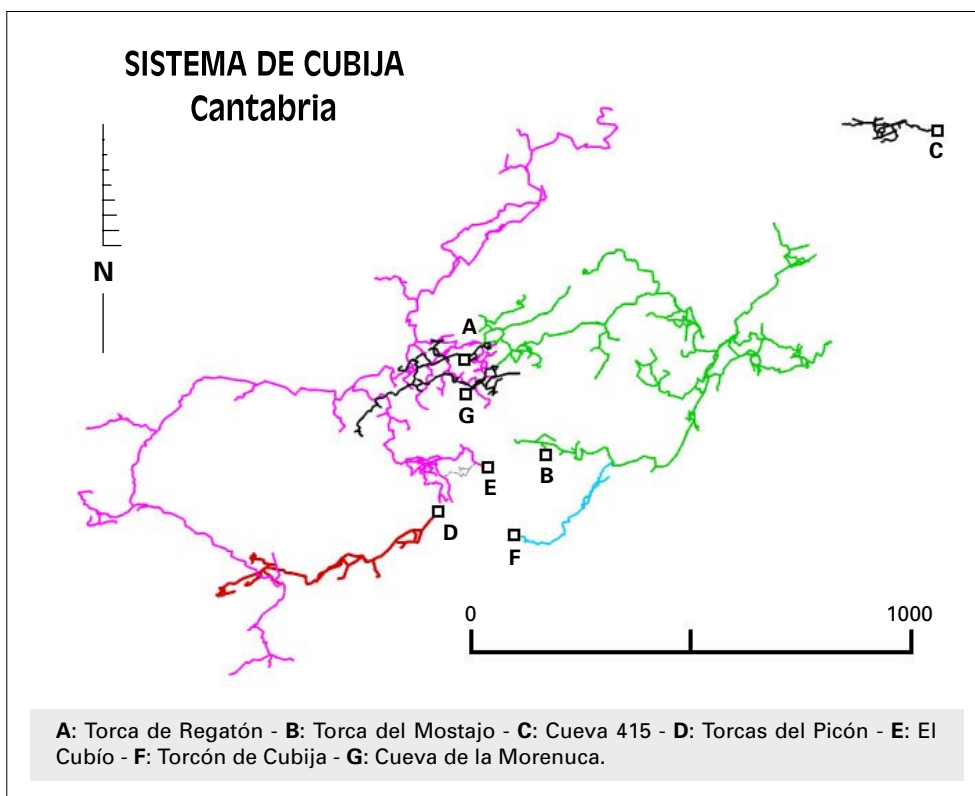 SISTEMA DE CUBIJA
Cantabria
C
N
A
G
B
E
D
F
0 1000
A: Torca de Regatón - B: Torca del Mostajo - C: Cueva 415 - D: Torcas del Picón - E: El
Cubío - F: Torcón de Cubija - G: Cueva de la Morenuca.